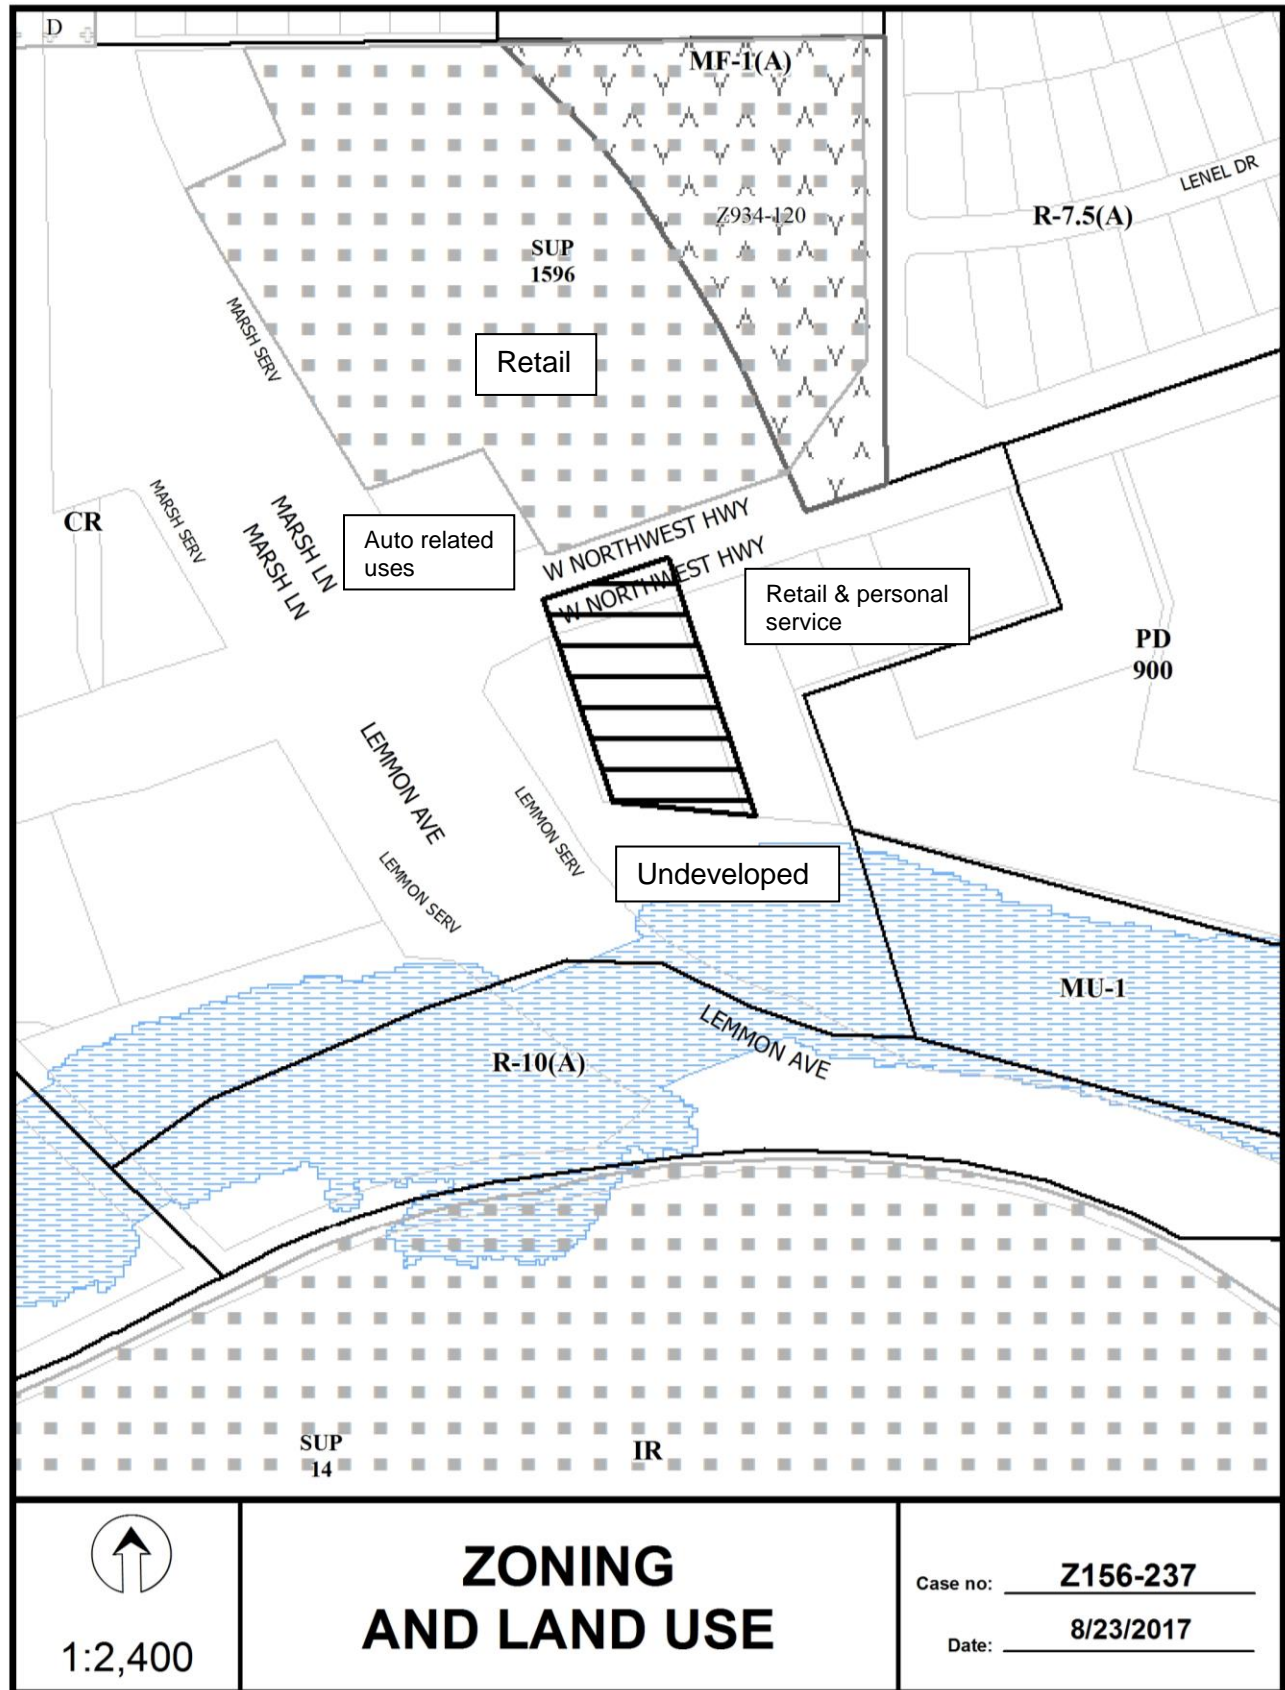 D
MF-1(A)
LENEL DR
Z934-120
R-7.5(A)
SUP
1596
MARSH SERV
Retail
MARSH SERV
MARSH LN
MARSH LN
CR
W NORTHWEST HWY
W NORTHWEST HWY
Auto related
uses
Retail & personal
service
PD
900
LEMMON AVE
LEMMON SERV
LEMMON SERV
Undeveloped
MU-1
LEMMON AVE
R-10(A)
SUP
14
IR
1:2,400
ZONING
AND LAND USE
Case no: Z156-237
Date: 8/23/2017